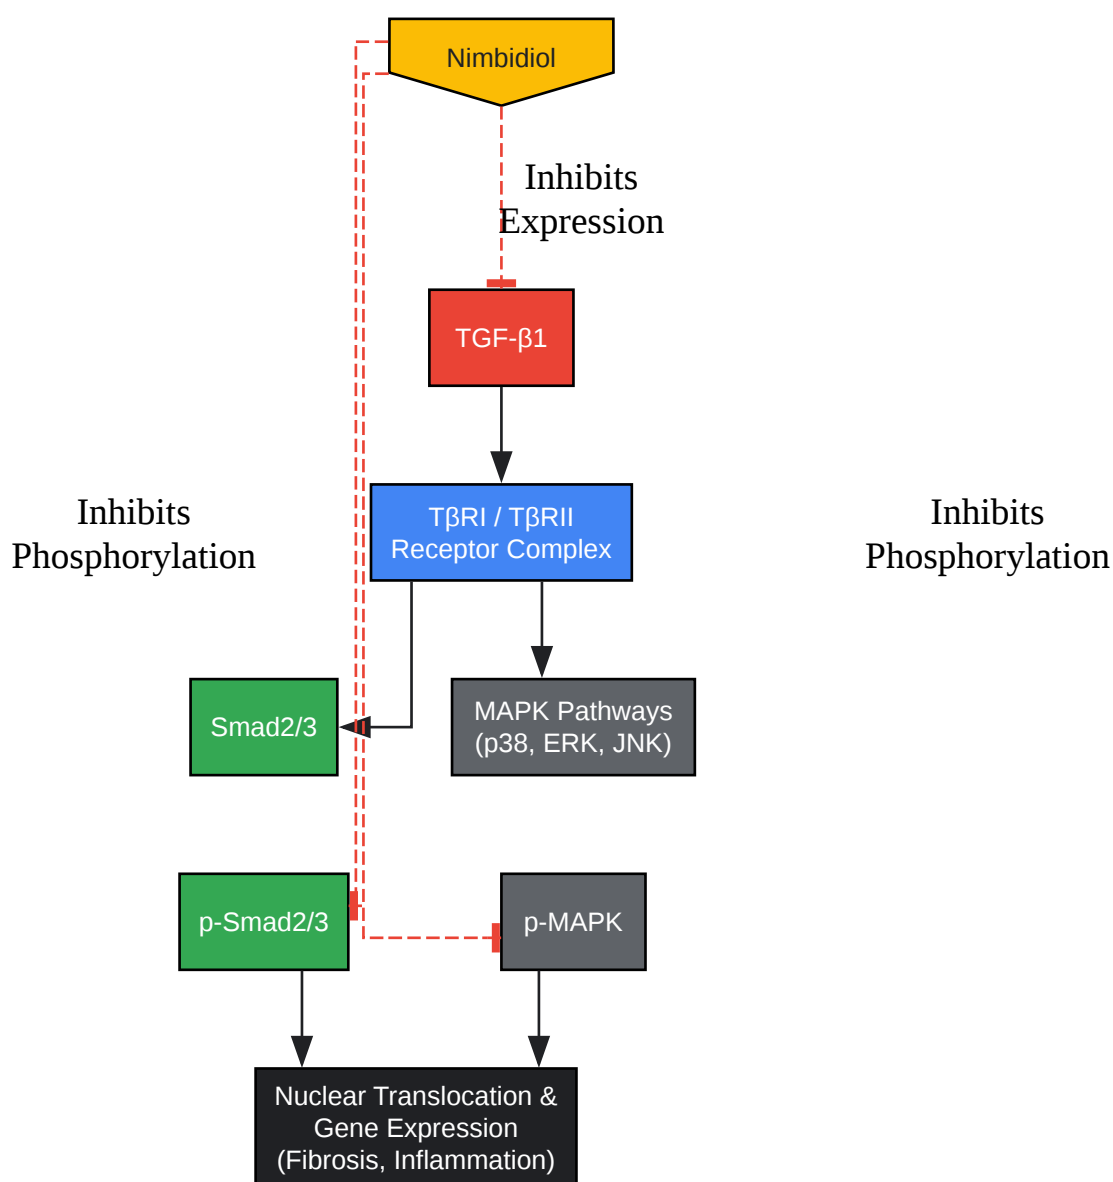 Nimbidiol
Inhibits
Expression
TGF-β1
Inhibits
Phosphorylation
TβRI / TβRII
Receptor Complex
Inhibits
Phosphorylation
Smad2/3
MAPK Pathways
(p38, ERK, JNK)
p-Smad2/3
p-MAPK
Nuclear Translocation &
Gene Expression
(Fibrosis, Inflammation)